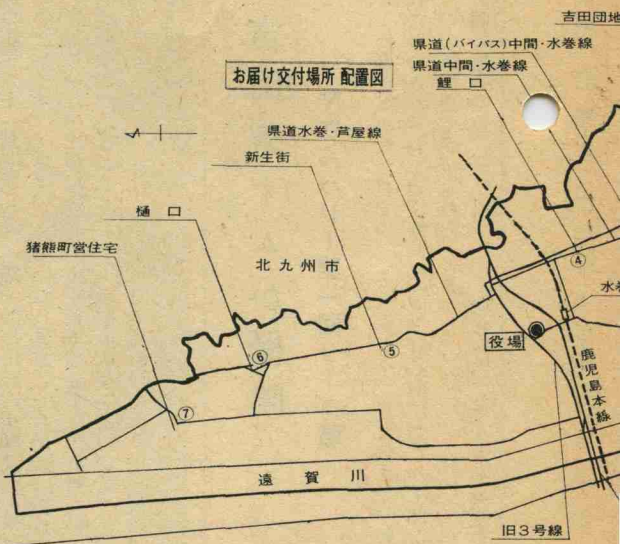 吉田団地
県道(バイパス)中間・水巻線
県道中間・水巻線
鯉口
お届け交付場所 配置図
県道水巻・芦屋線
新生街
樋口
猪熊町営住宅
北九州市
④
水巻
⑤
⑥
役場
鹿児島本線
⑦
遠賀川
旧3号線